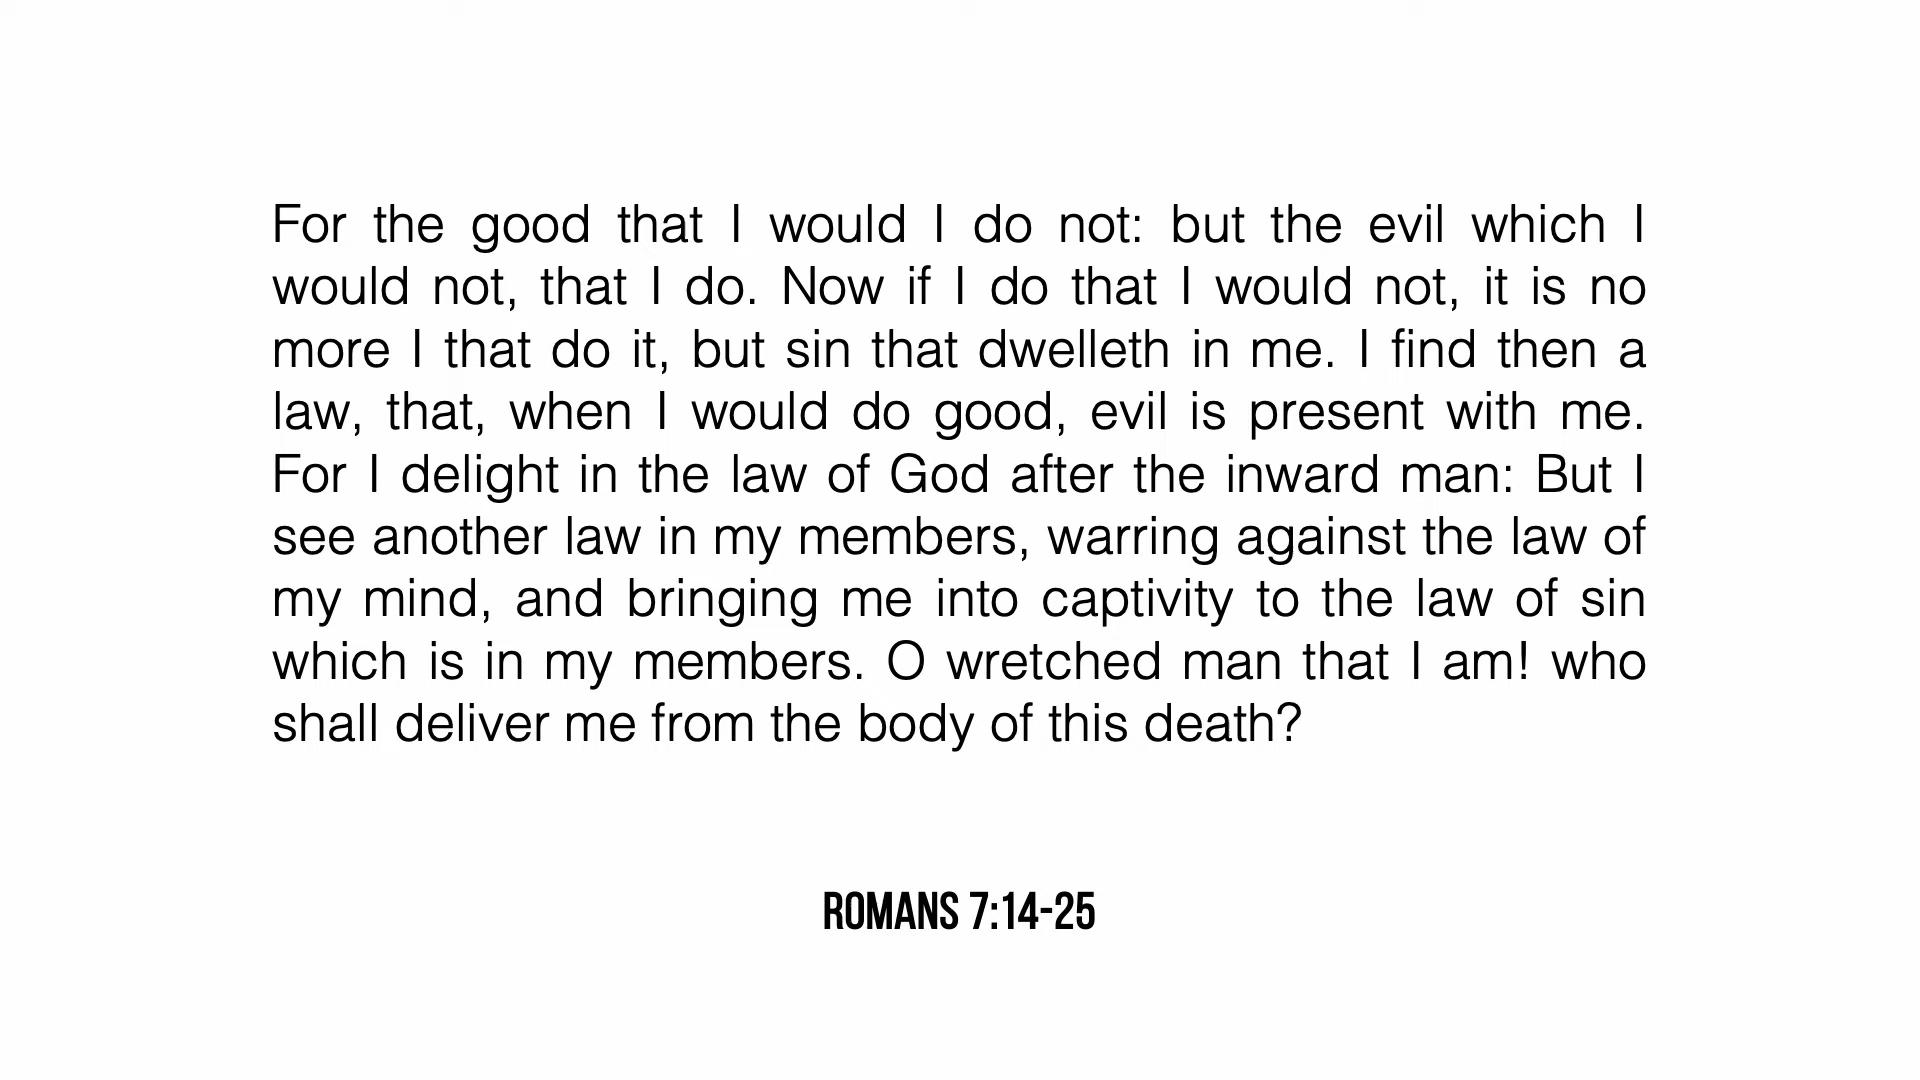 For the good that I would I do not: but the evil which I
would not, that I do. Now if I do that I would not, it is no
more I that do it, but sin that dwelleth in me. I find then a
law, that, when I would do good, evil is present with me.
For I delight in the law of God after the inward man: But I
see another law in my members, warring against the law of
my mind, and bringing me into captivity to the law of sin
which is in my members. O wretched man that I am! who
shall deliver me from the body of this death?
ROMANS 7:14-25